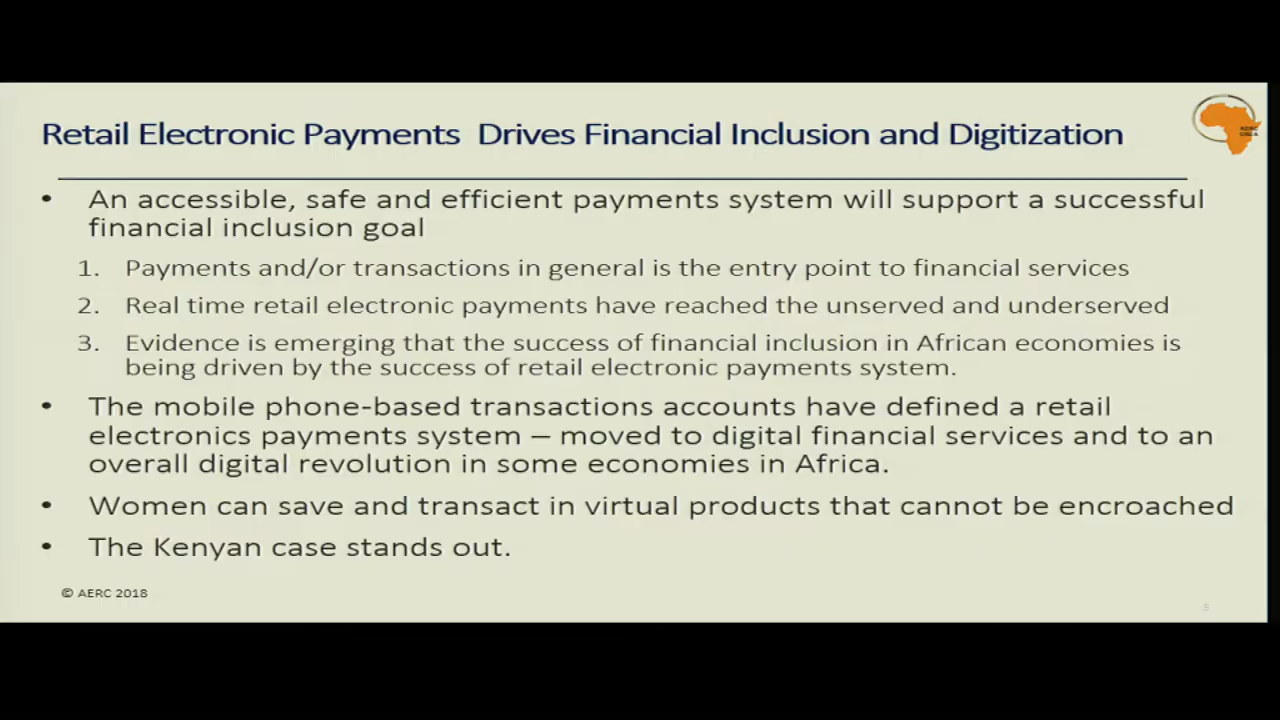 Retail Electronic Payments Drives Financial Inclusion and Digitization
• An accessible, safe and efficient payments system will support a successful
financial inclusion goal
1. Payments and/or transactions in general is the entry point to financial services
2. Real time retail electronic payments have reached the unserved and underserved
3. Evidence is emerging that the success of financial inclusion in African economies is
being driven by the success of retail electronic payments system.
• The mobile phone-based transactions accounts have defined a retail
electronics payments system – moved to digital financial services and to an
overall digital revolution in some economies in Africa.
• Women can save and transact in virtual products that cannot be encroached
• The Kenyan case stands out.
© AERC 2018
5